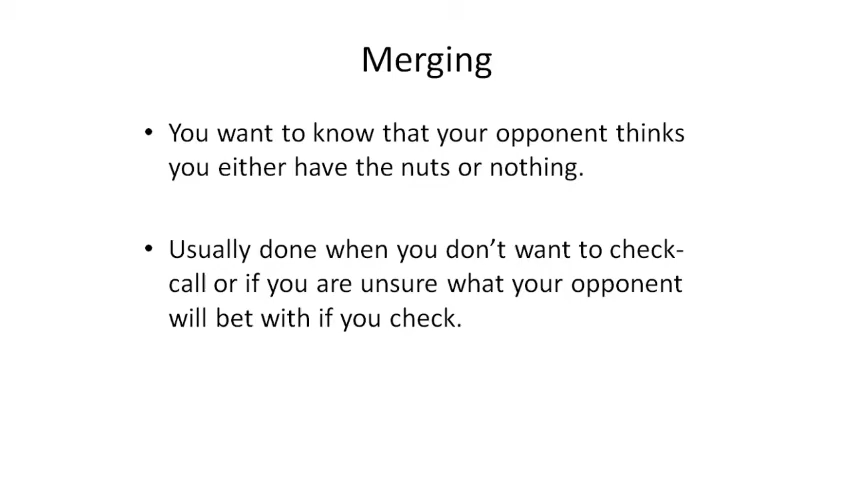 Merging
• You want to know that your opponent thinks
you either have the nuts or nothing.
• Usually done when you don’t want to check-
call or if you are unsure what your opponent
will bet with if you check.